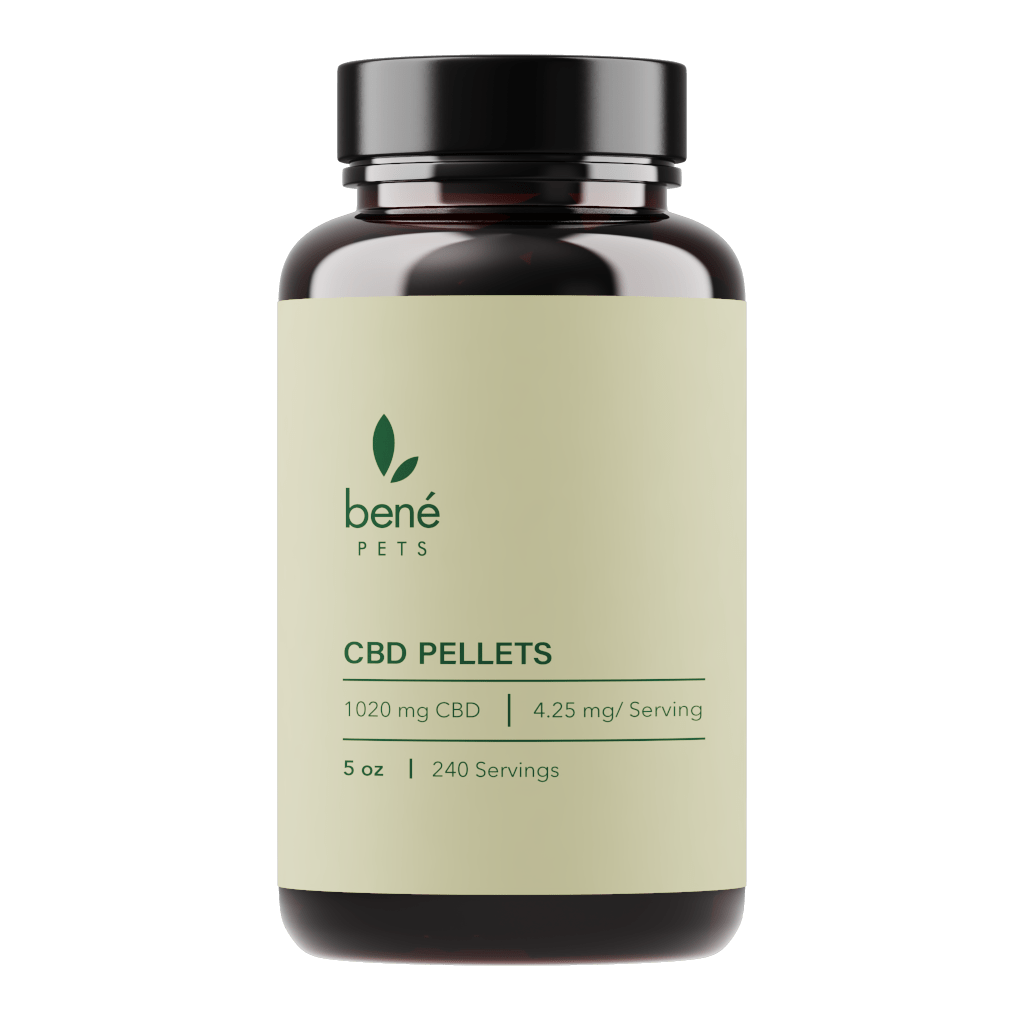 bené
PETS
CBD PELLETS
1020 mg CBD | 4.25 mg/ Serving
5 oz | 240 Servings